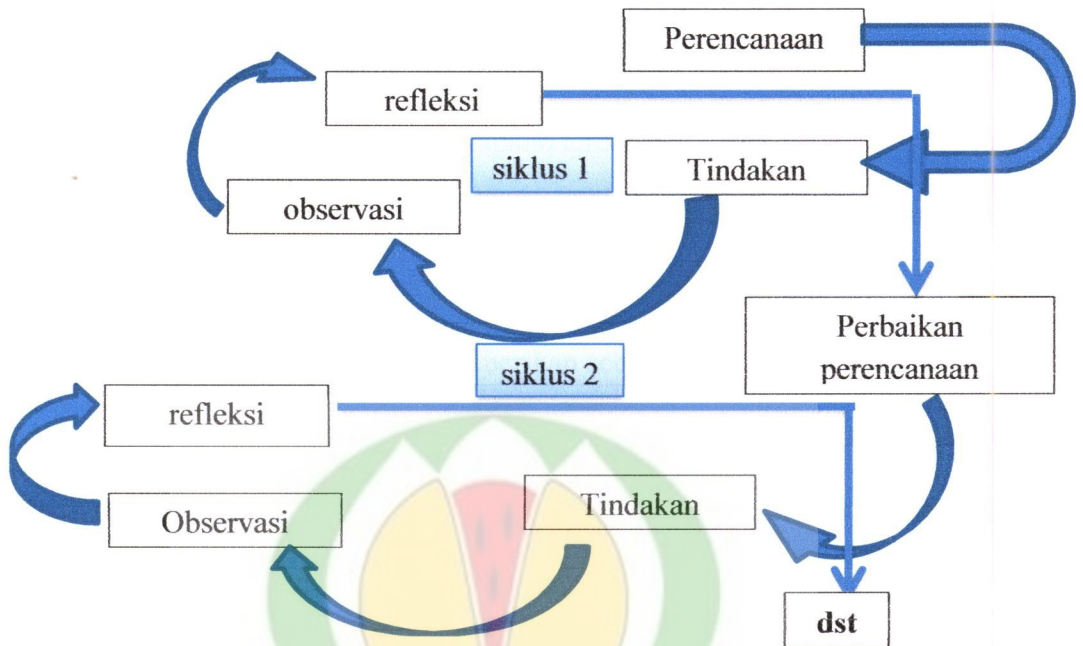 Perencanaan
refleksi
siklus 1
Tindakan
observasi
Perbaikan
perencanaan
siklus 2
refleksi
Tindakan
Observasi
dst